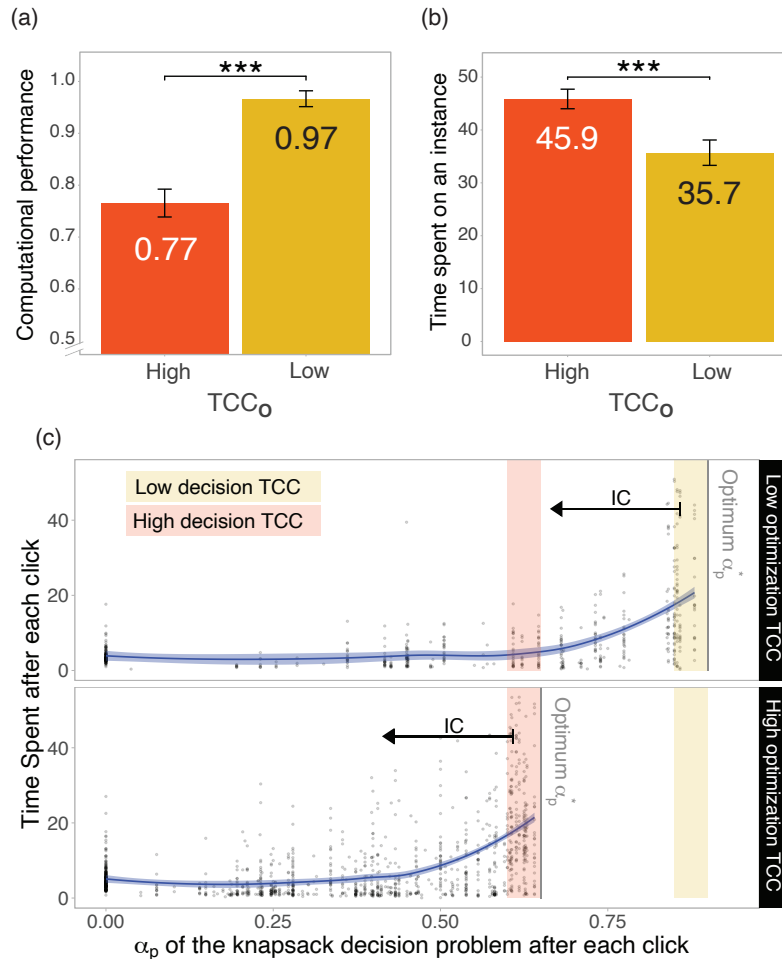 (a)
Computational performance
1.0
0.9
0.8
0.7
0.6
0.5
***
0.77
0.97
High
Low
TCCO
(b)
Time spent on an instance
50
40
30
20
10
0
***
45.9
35.7
High
Low
TCCO
(c)
Time Spent after each click
Low decision TCC
High decision TCC
IC
Optimum αp*
Low optimization TCC
40
20
0
IC
Optimum αp*
High optimization TCC
40
20
0
0.00
0.25
0.50
0.75
αp of the knapsack decision problem after each click